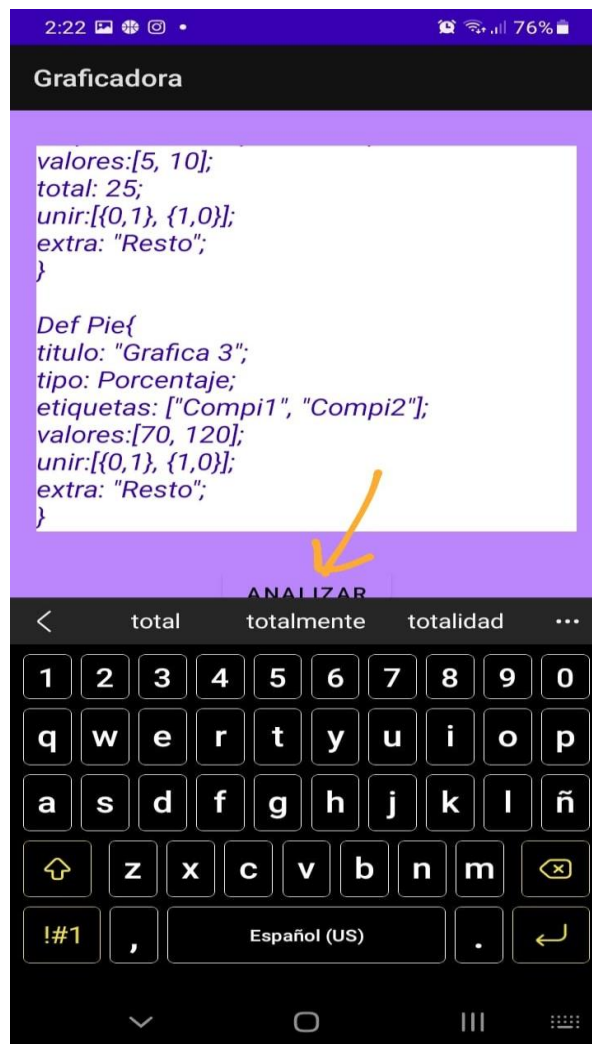 2:22 76%
Graficadora
valores:[5, 10];
total: 25;
unir:[{0,1}, {1,0}];
extra: "Resto";
}
Def Pie{
titulo: "Grafica 3";
tipo: Porcentaje;
etiquetas: ["Compi1", "Compi2"];
valores:[70, 120];
unir:[{0,1}, {1,0}];
extra: "Resto";
}
ANALIZAR
total totalmente totalidad
1 2 3 4 5 6 7 8 9 0
q w e r t y u i o p
a s d f g h j k l ñ
z x c v b n m
!#1 , Español (US) .